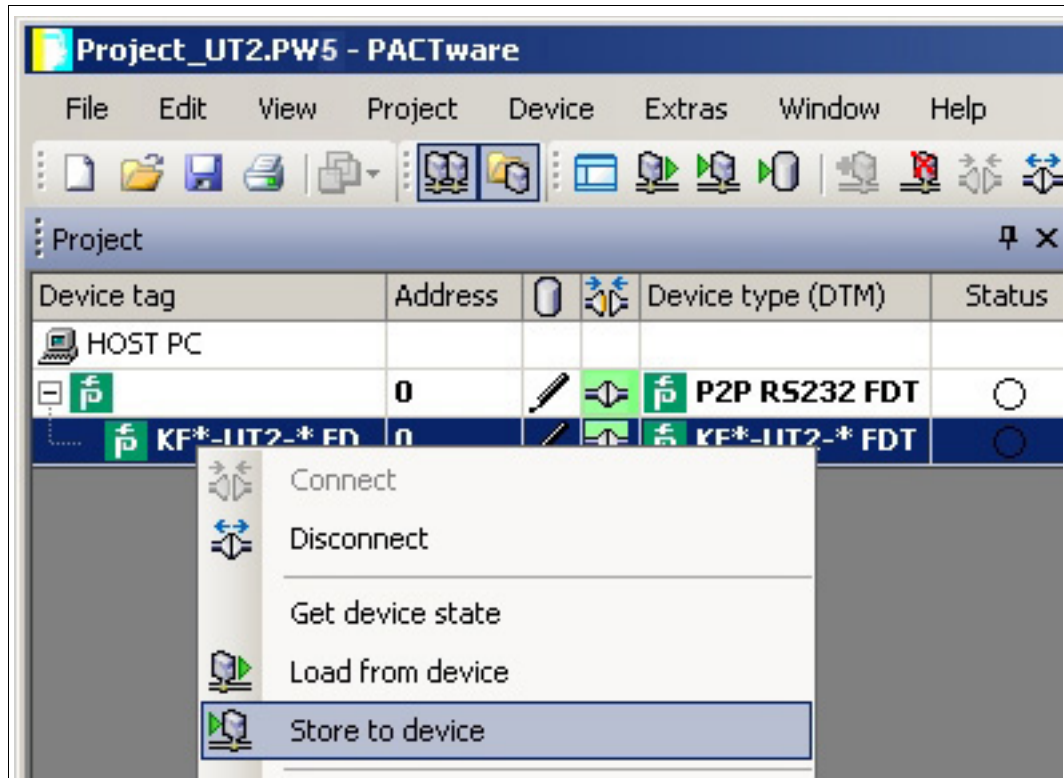 Project_UT2.PW5 - PACTware
File Edit View Project Device Extras Window Help
Project
Device tag Address Device type (DTM) Status
HOST PC
0 P2P RS232 FDT
KF*-UT2-* FD 0 KF*-UT2-* FDT
Connect
Disconnect
Get device state
Load from device
Store to device